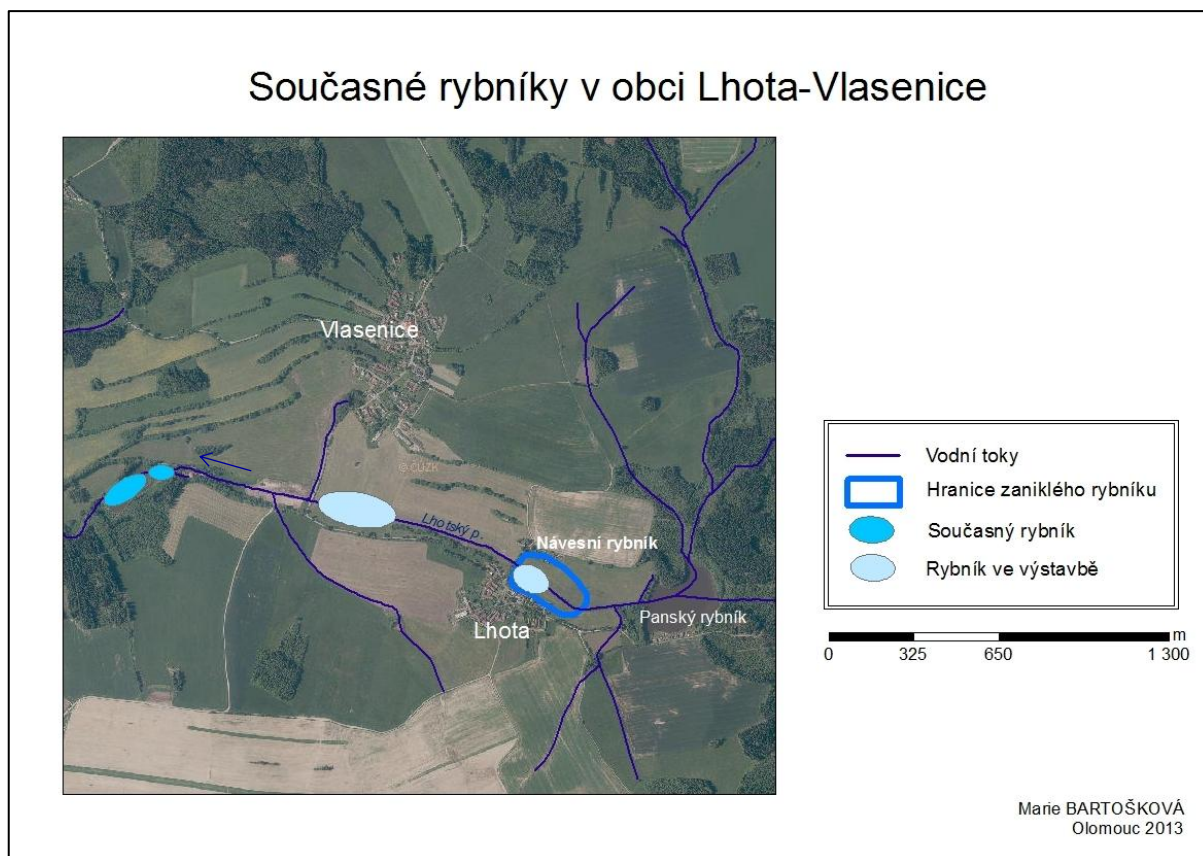 Současné rybníky v obci Lhota-Vlasenice
Vlasenice
© ČÚZK
Lhotský p.
Návesní rybník
Lhota
Panský rybník
Vodní toky
Hranice zaniklého rybníku
Současný rybník
Rybník ve výstavbě
m
0 325 650 1 300
Marie BARTOŠKOVÁ
Olomouc 2013